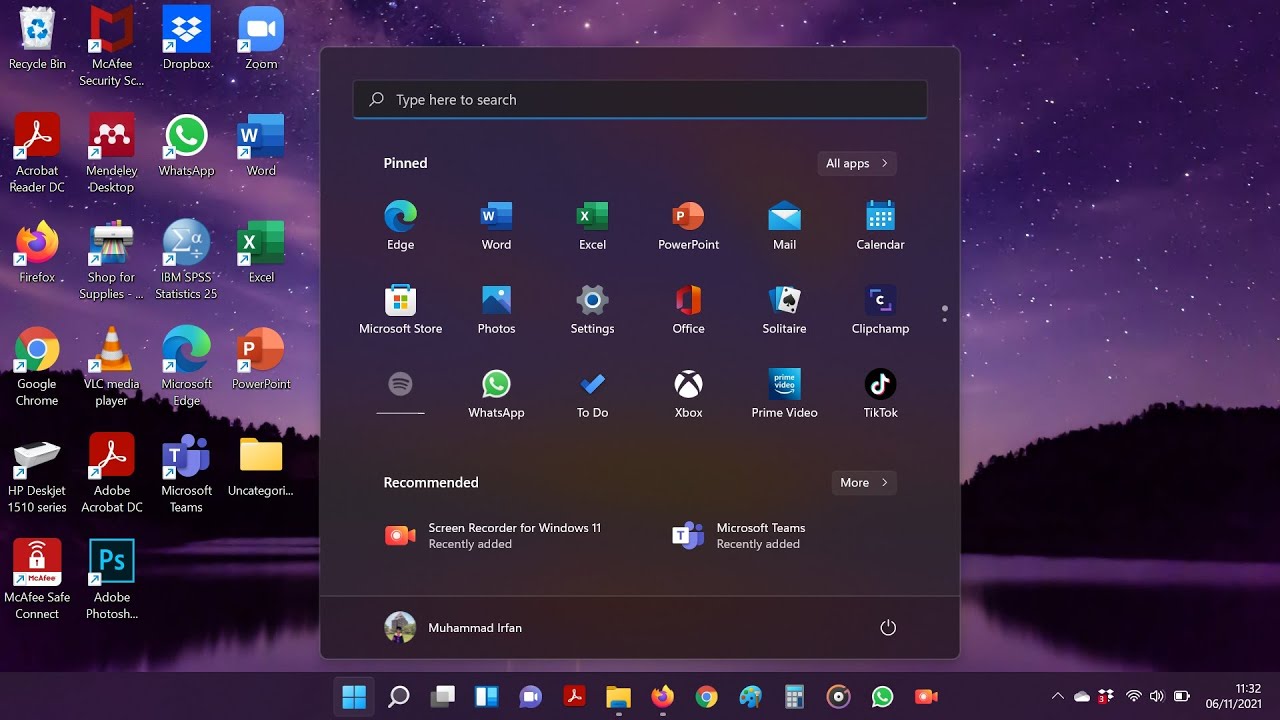 Recycle Bin
McAfee
Security Sc...
Dropbox
Zoom
Acrobat
Reader DC
Mendeley
Desktop
WhatsApp
Word
Firefox
Shop for
Supplies - ...
IBM SPSS
Statistics 25
Excel
Google
Chrome
VLC media
player
Microsoft
Edge
PowerPoint
HP Deskjet
1510 series
Adobe
Acrobat DC
Microsoft
Teams
Uncategori...
McAfee
McAfee Safe
Connect
Ps
Adobe
Photosh...
Type here to search
Pinned
All apps
Edge
Word
Excel
PowerPoint
Mail
Calendar
Microsoft Store
Photos
Settings
Office
Solitaire
Clipchamp
WhatsApp
To Do
Xbox
prime
video
Prime Video
TikTok
Recommended
More
Screen Recorder for Windows 11
Recently added
Microsoft Teams
Recently added
Muhammad Irfan
11:32
06/11/2021